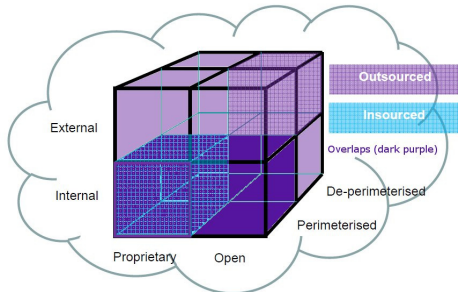 Outsourced
External
Insourced
Overlaps (dark purple)
Internal
De-perimeterised
Perimeterised
Proprietary
Open